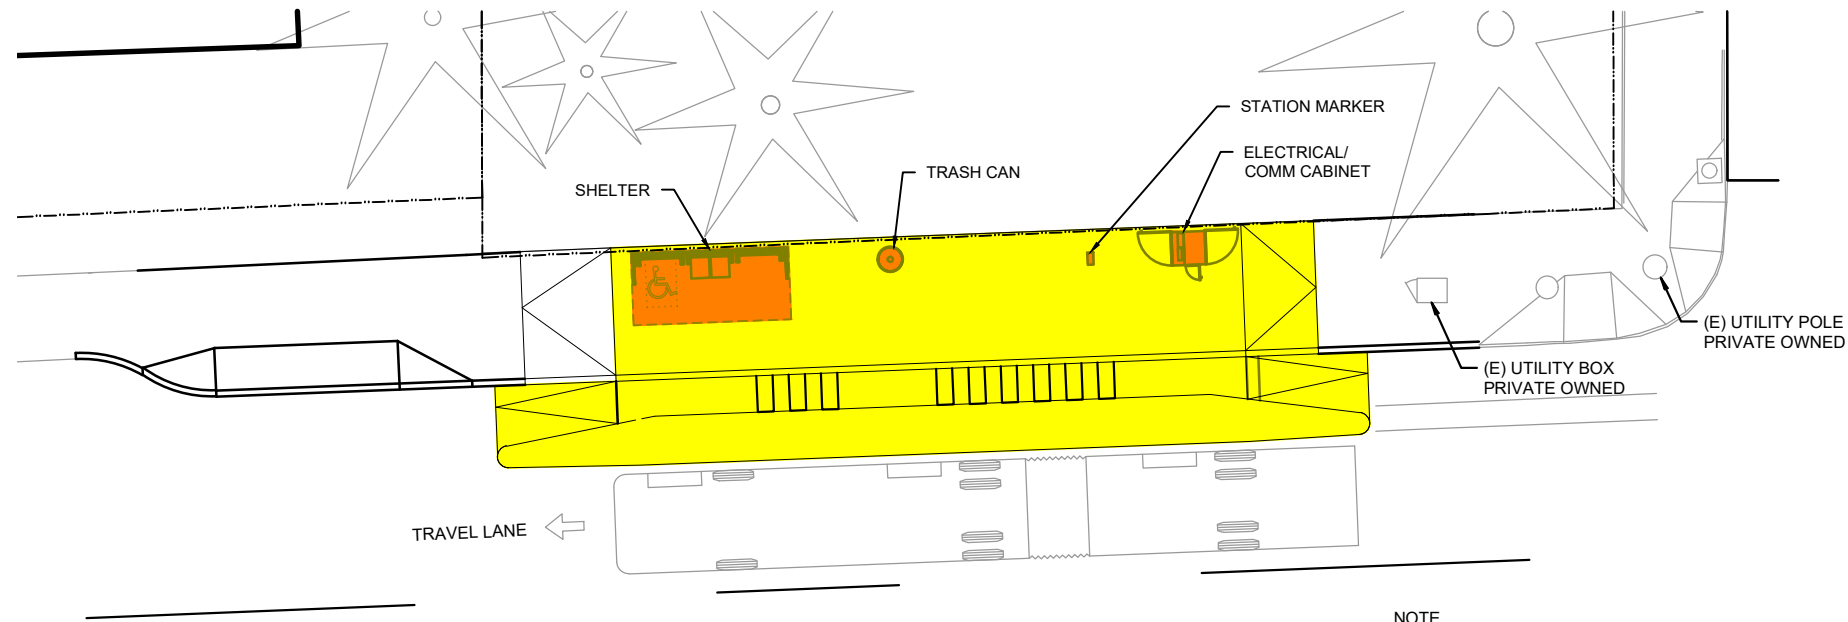 STATION MARKER
ELECTRICAL/
COMM CABINET
TRASH CAN
SHELTER
(E) UTILITY POLE
PRIVATE OWNED
(E) UTILITY BOX
PRIVATE OWNED
TRAVEL LANE
NOTE